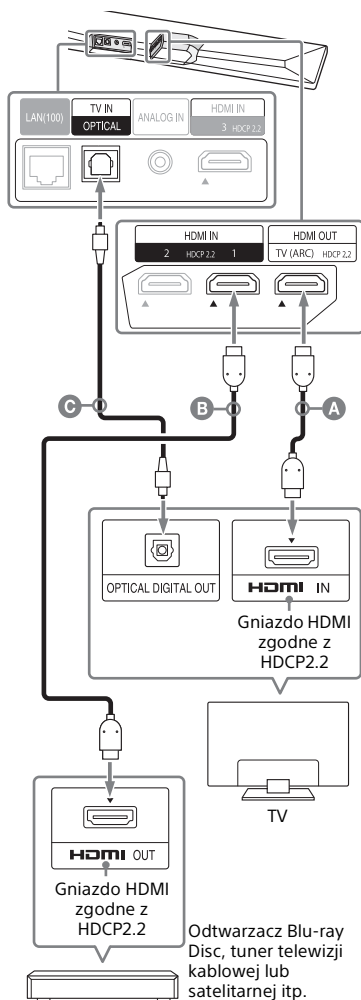 LAN(100)
TV IN
OPTICAL
ANALOG IN
HDMI IN
3 HDCP 2.2
HDMI IN
2 HDCP 2.2 1
HDMI OUT
TV (ARC) HDCP 2.2
C
B
A
OPTICAL DIGITAL OUT
HDMI IN
Gniazdo HDMI
zgodne z
HDCP2.2
TV
HDMI OUT
Gniazdo HDMI
zgodne z
HDCP2.2
Odtwarzacz Blu-ray
Disc, tuner telewizji
kablowej lub
satelitarnej itp.